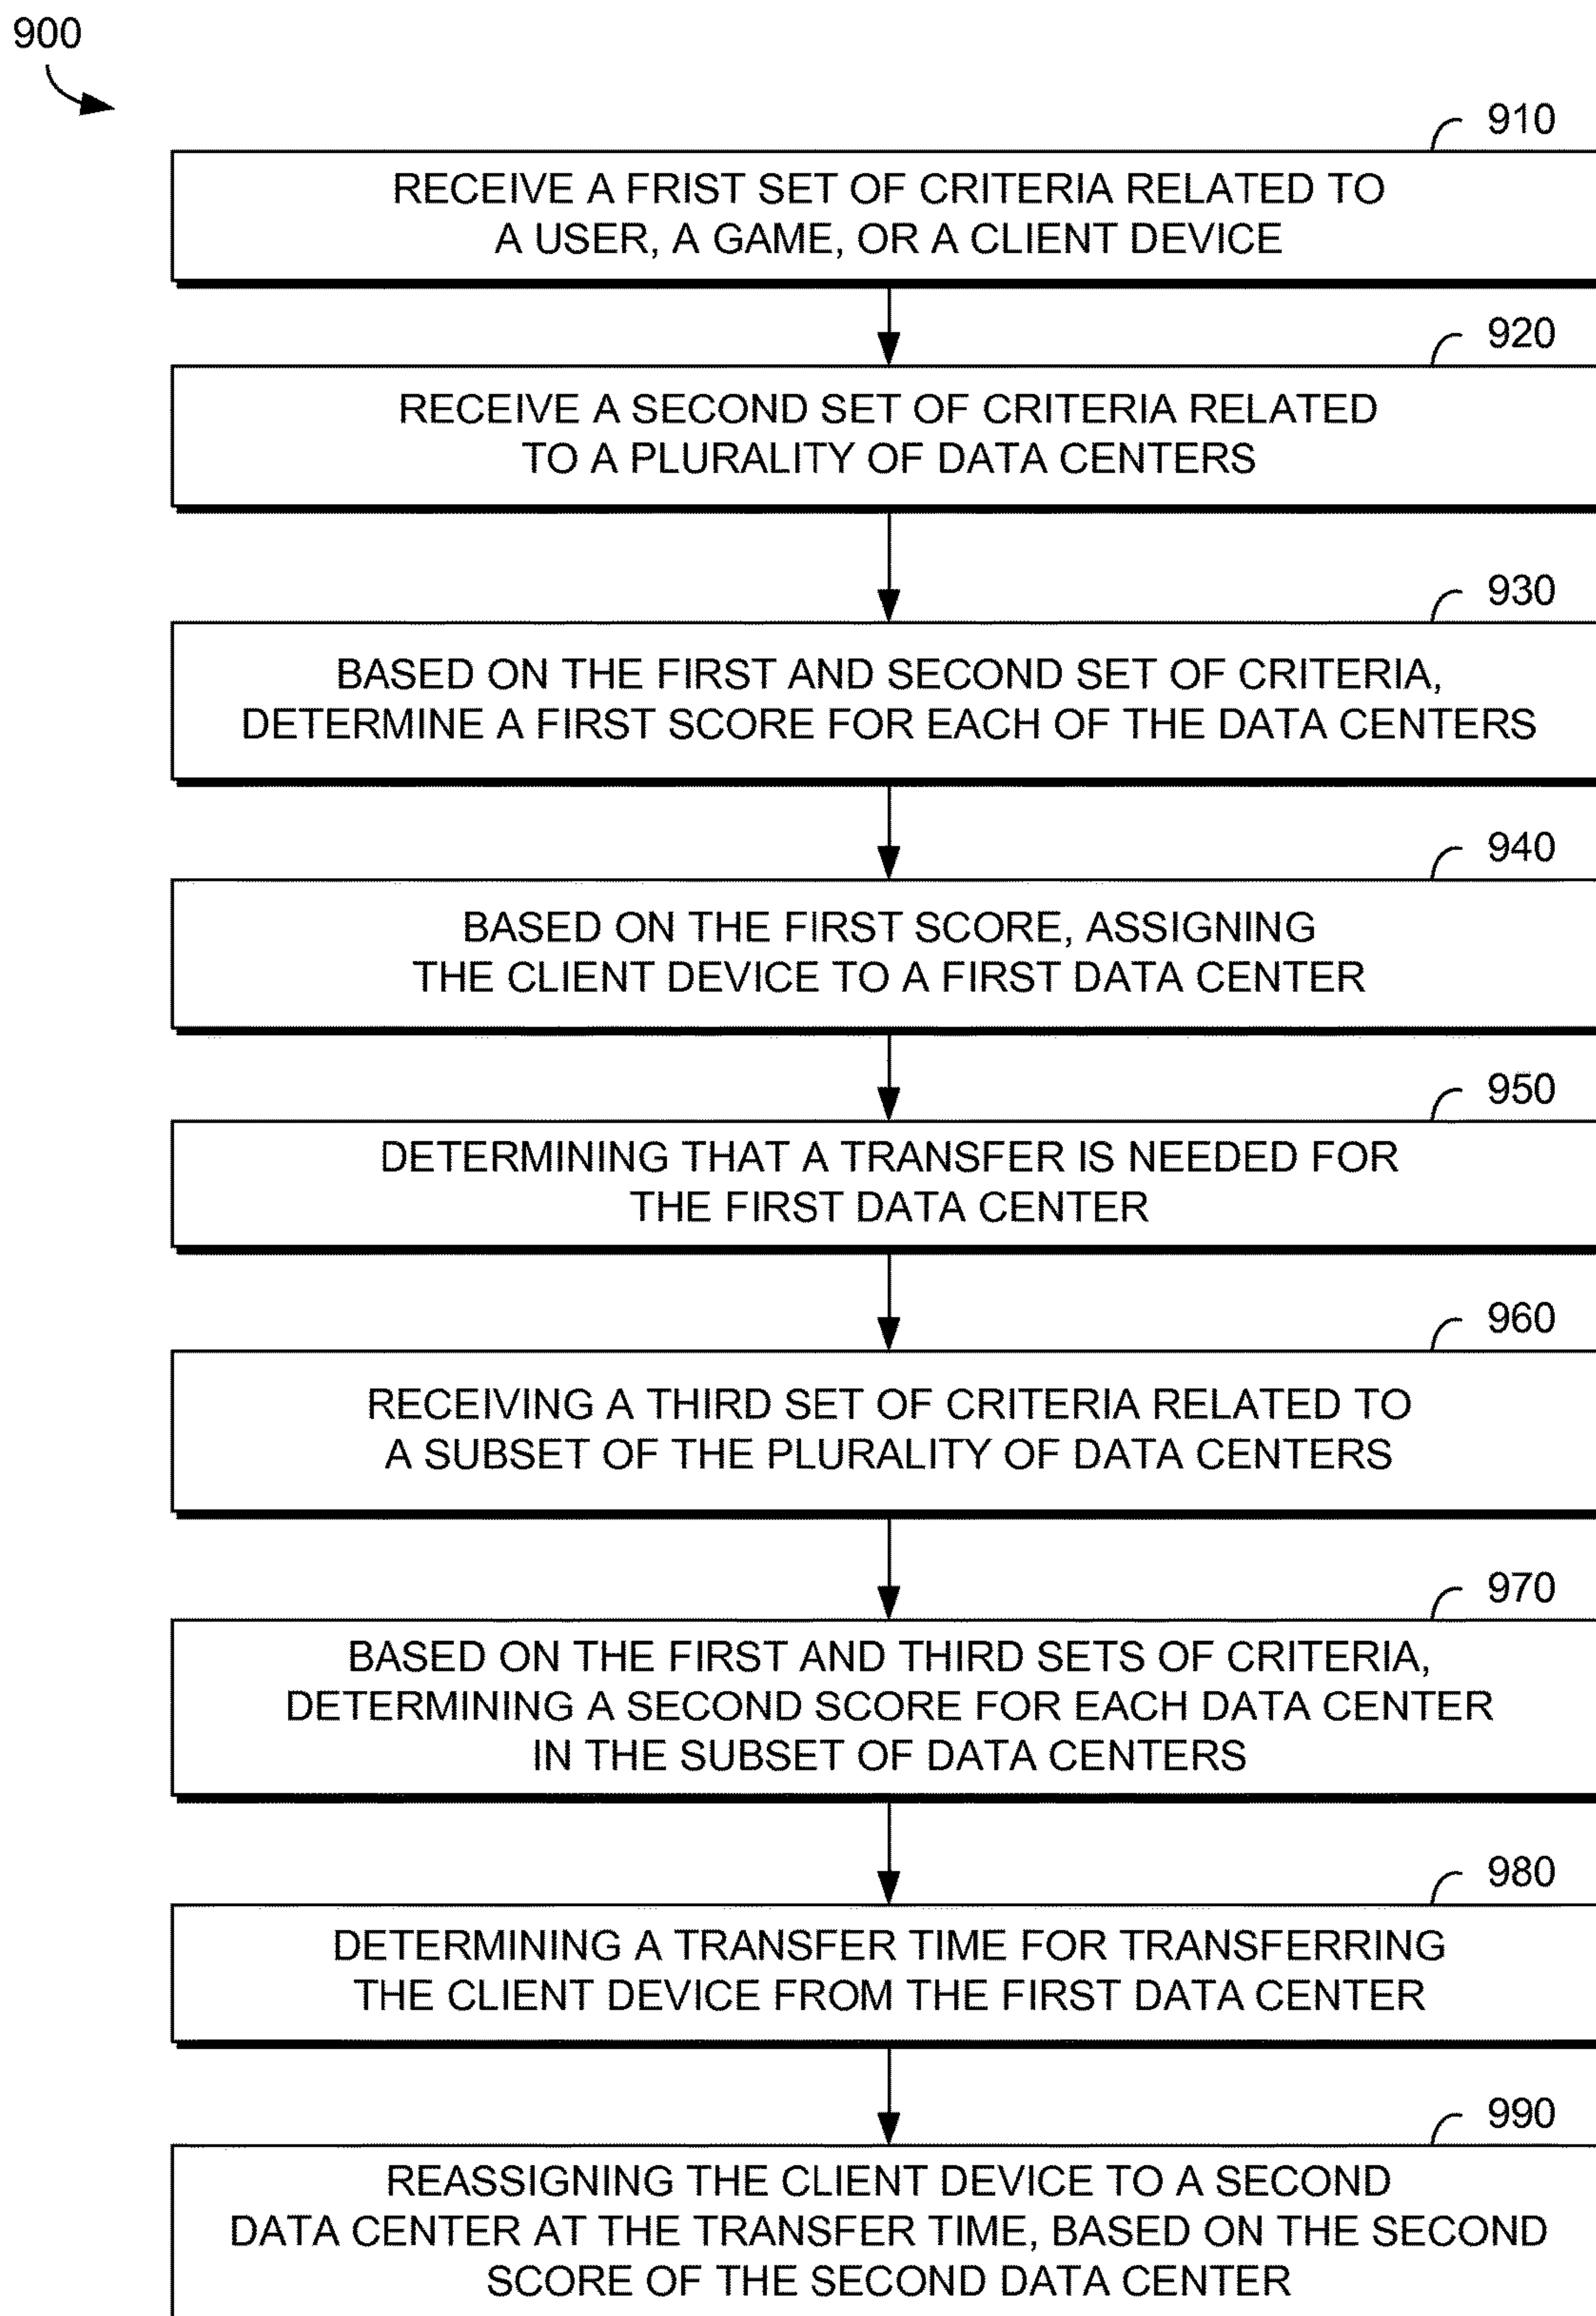 900
910
RECEIVE A FRIST SET OF CRITERIA RELATED TO
A USER, A GAME, OR A CLIENT DEVICE
920
RECEIVE A SECOND SET OF CRITERIA RELATED
TO A PLURALITY OF DATA CENTERS
930
BASED ON THE FIRST AND SECOND SET OF CRITERIA,
DETERMINE A FIRST SCORE FOR EACH OF THE DATA CENTERS
940
BASED ON THE FIRST SCORE, ASSIGNING
THE CLIENT DEVICE TO A FIRST DATA CENTER
950
DETERMINING THAT A TRANSFER IS NEEDED FOR
THE FIRST DATA CENTER
960
RECEIVING A THIRD SET OF CRITERIA RELATED TO
A SUBSET OF THE PLURALITY OF DATA CENTERS
970
BASED ON THE FIRST AND THIRD SETS OF CRITERIA,
DETERMINING A SECOND SCORE FOR EACH DATA CENTER
IN THE SUBSET OF DATA CENTERS
980
DETERMINING A TRANSFER TIME FOR TRANSFERRING
THE CLIENT DEVICE FROM THE FIRST DATA CENTER
990
REASSIGNING THE CLIENT DEVICE TO A SECOND
DATA CENTER AT THE TRANSFER TIME, BASED ON THE SECOND
SCORE OF THE SECOND DATA CENTER